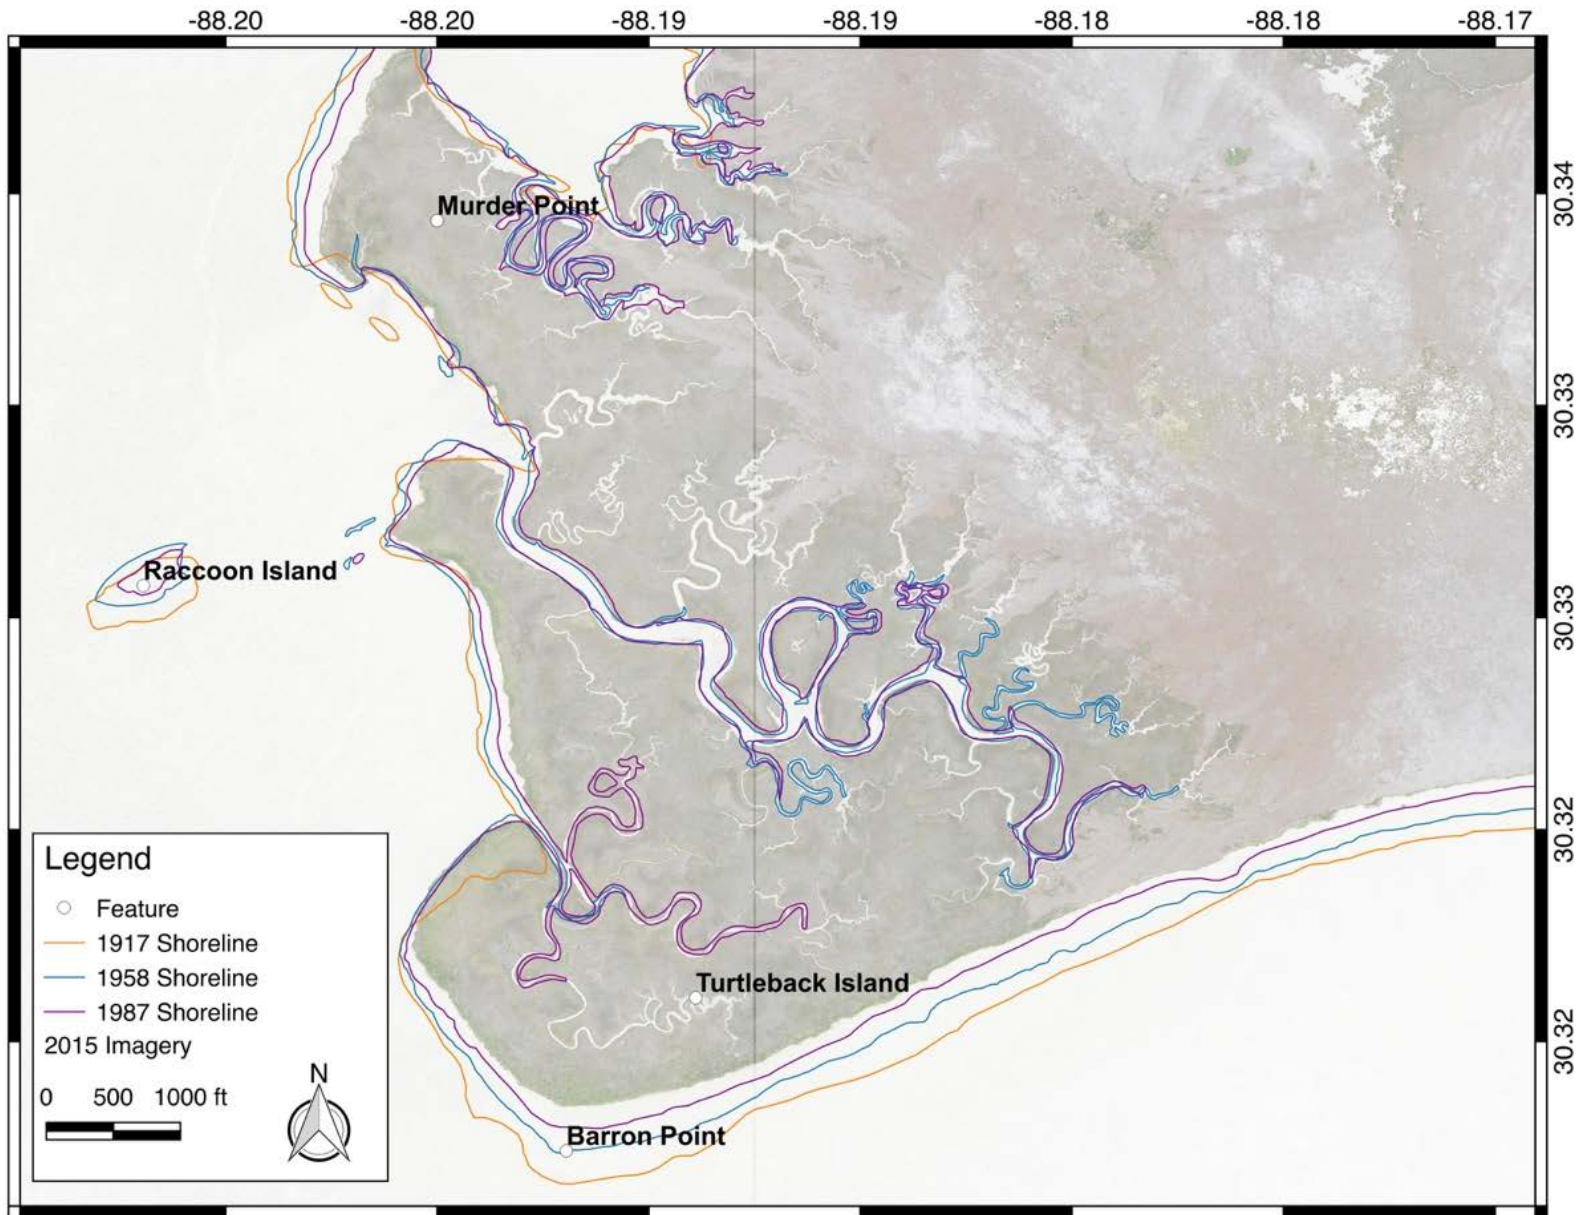 -88.20 -88.20 -88.19 -88.19 -88.18 -88.18 -88.17
30.34
Murder Point
30.33
Raccoon Island
30.33
30.32
Legend
Feature
1917 Shoreline
1958 Shoreline
1987 Shoreline
2015 Imagery
0 500 1000 ft
N
Turtleback Island
30.32
Barron Point